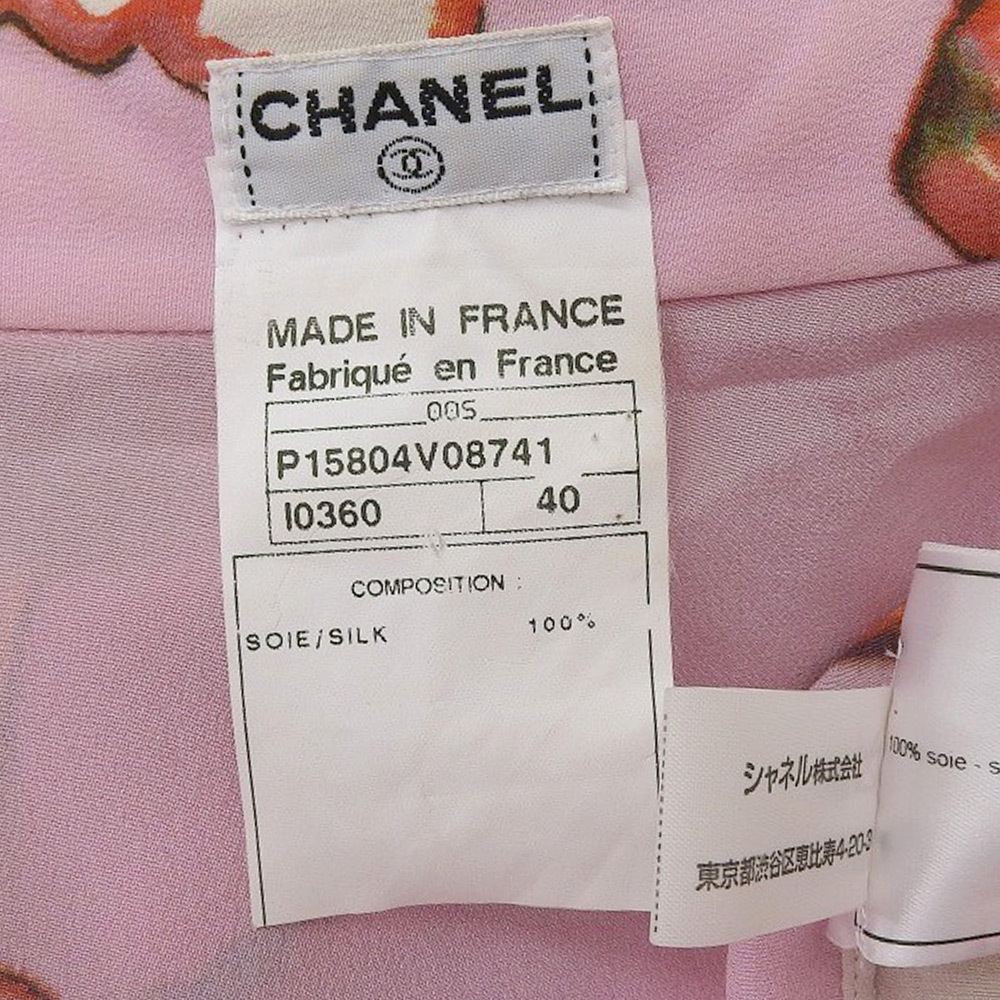 CHANEL
MADE IN FRANCE
Fabriqué en France
00S
P15804V08741
I0360 40
COMPOSITION :
SOIE/SILK 100%
シャネル株式会社
東京都渋谷区恵比寿4-20-3
100% soie - s